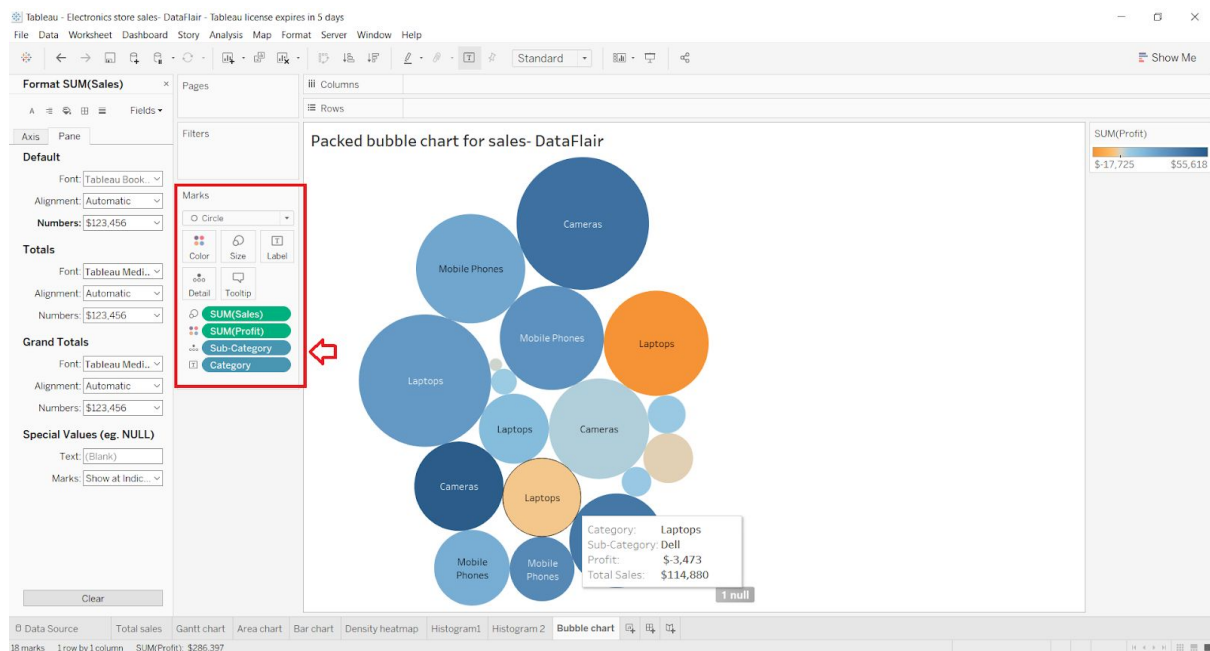 Tableau - Electronics store sales- DataFlair - Tableau license expires in 5 days
File Data Worksheet Dashboard Story Analysis Map Format Server Window Help
Standard
Show Me
Format SUM(Sales)
Fields
Axis Pane
Default
Font: Tableau Book..
Alignment: Automatic
Numbers: $123,456
Totals
Font: Tableau Medi..
Alignment: Automatic
Numbers: $123,456
Grand Totals
Font: Tableau Medi..
Alignment: Automatic
Numbers: $123,456
Special Values (eg. NULL)
Text: (Blank)
Marks: Show at Indic...
Clear
Pages
Filters
Marks
Circle
Color Size Label
Detail Tooltip
SUM(Sales)
SUM(Profit)
Sub-Category
Category
Columns
Rows
Packed bubble chart for sales- DataFlair
Cameras
Mobile Phones
Mobile Phones
Laptops
Laptops
Laptops
Cameras
Cameras
Laptops
Mobile
Phones
Mobile
Phones
Category: Laptops
Sub-Category: Dell
Profit: $-3,473
Total Sales: $114,880
1 null
SUM(Profit)
$-17,725 $55,618
Data Source Total sales Gantt chart Area chart Bar chart Density heatmap Histogram1 Histogram 2 Bubble chart
18 marks 1 row by 1 column SUM(Profit): $286,397